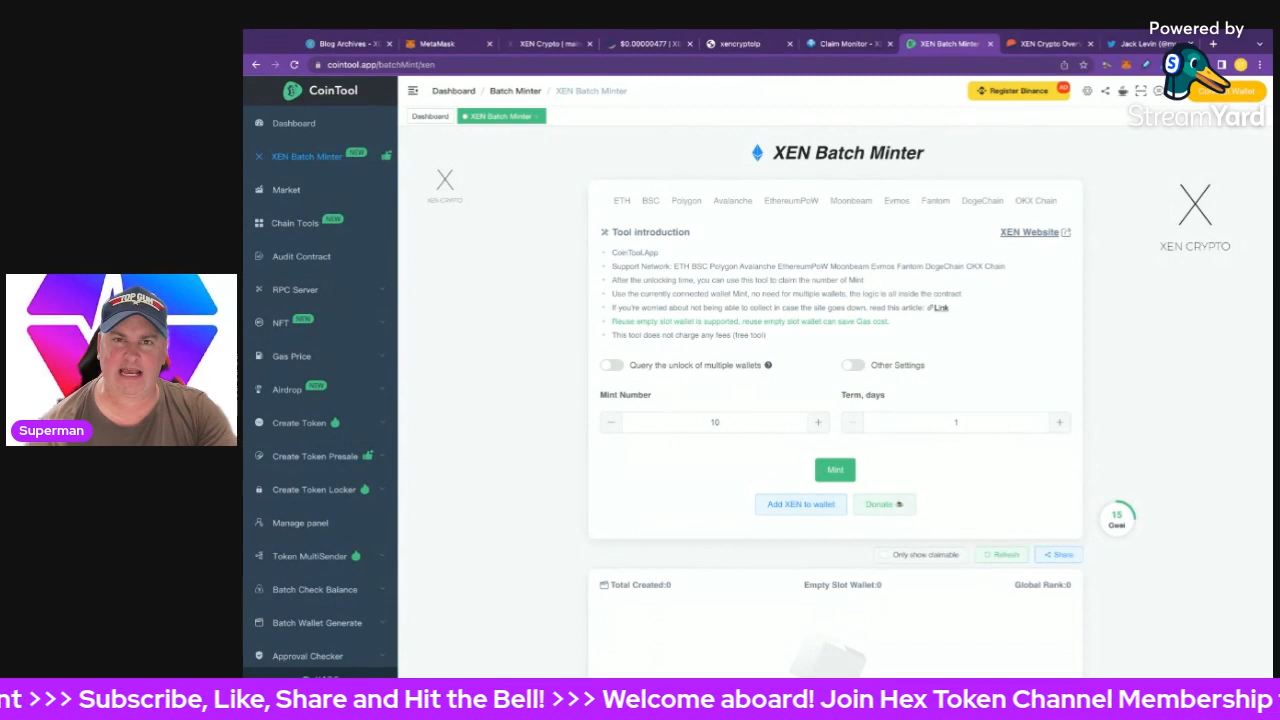 Powered by
StreamYard
Blog Archives - X
MetaMask
XEN Crypto | mai
$0.00000477 | XE
xencryptolp
Claim Monitor - X
XEN Batch Minter
XEN Crypto Over
Jack Levin (@m
cointool.app/batchMint/xen
CoinTool
Dashboard / Batch Minter / XEN Batch Minter
Register Binance
AD
Wallet
Dashboard
XEN Batch Minter
Dashboard
XEN Batch Minter NEW
Market
Chain Tools NEW
Audit Contract
RPC Server
NFT NEW
Gas Price
Airdrop NEW
Create Token
Create Token Presale
Create Token Locker
Manage panel
Token MultiSender
Batch Check Balance
Batch Wallet Generate
Approval Checker
XEN CRYPTO
XEN Batch Minter
XEN CRYPTO
ETH BSC Polygon Avalanche EthereumPoW Moonbeam Evmos Fantom DogeChain OKX Chain
Tool introduction
XEN Website
CoinTool.App
Support Network: ETH BSC Polygon Avalanche EthereumPoW Moonbeam Evmos Fantom DogeChain OKX Chain
After the unlocking time, you can use this tool to claim the number of Mint
Use the currently connected wallet Mint, no need for multiple wallets, the logic is all inside the contract
If you're worried about not being able to collect in case the site goes down, read this article: Link
Reuse empty slot wallet is supported, reuse empty slot wallet can save Gas cost.
This tool does not charge any fees (free tool)
Query the unlock of multiple wallets
Other Settings
Mint Number
Term, days
10
1
Mint
Add XEN to wallet
Donate
15
Gwei
Only show claimable
Refresh
Share
Total Created:0
Empty Slot Wallet:0
Global Rank:0
TOP GUN
Superman
nt >>> Subscribe, Like, Share and Hit the Bell! >>> Welcome aboard! Join Hex Token Channel Membership